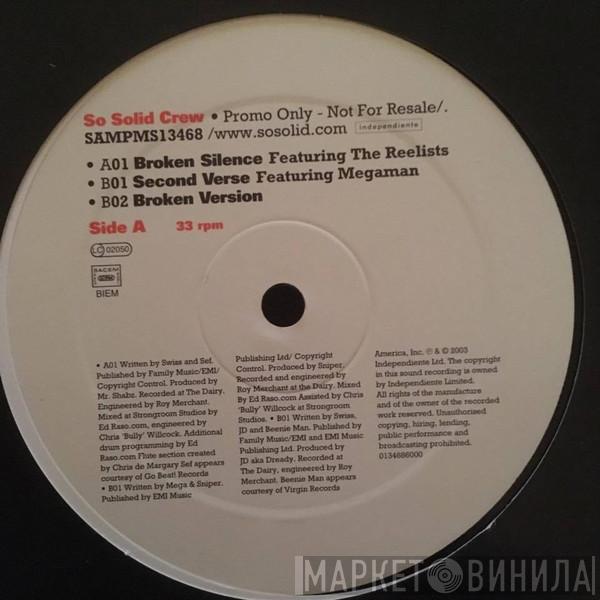 So Solid Crew • Promo Only - Not For Resale/.
SAMPMS13468 /www.sosolid.com independiente
• A01 Broken Silence Featuring The Reelists
• B01 Second Verse Featuring Megaman
• B02 Broken Version
Side A 33 rpm
LC 02050
SACEM
BIEM
• A01 Written by Swiss and Sef.
Published by Family Music/EMI/
Copyright Control. Produced by
Mr. Shabz. Recorded at The Dairy.
Engineered by Roy Merchant.
Mixed at Strongroom Studios by
Ed Raso.com, engineered by
Chris 'Bully' Willcock. Additional
drum programming by Ed
Raso.com Flute section created
by Chris de Margary Sef appears
courtesy of Go Beat! Records
• B01 Written by Mega & Sniper.
Published by EMI Music
Publishing Ltd/ Copyright
Control. Produced by Sniper.
Recorded and engineered by
Roy Merchant at the Dairy. Mixed
By Ed Raso.com Assisted by Chris
'Bully' Willcock at Strongroom
Studios. • B01 Written by Swiss,
JD and Beenie Man. Published by
Family Music/EMI and EMI Music
Publishing Ltd. Produced by
JD aka Dready. Recorded at
The Dairy, engineered by Roy
Merchant. Beenie Man appears
courtesy of Virgin Records
America, Inc. ℗ & © 2003
Independiente Ltd. The copyright
in this sound recording is owned
by Independiente Limited.
All rights of the manufacture
and of the owner of the recorded
work reserved. Unauthorised
copying, hiring, lending,
public performance and
broadcasting prohibited.
0134686000
МАРКЕТ ВИНИЛА